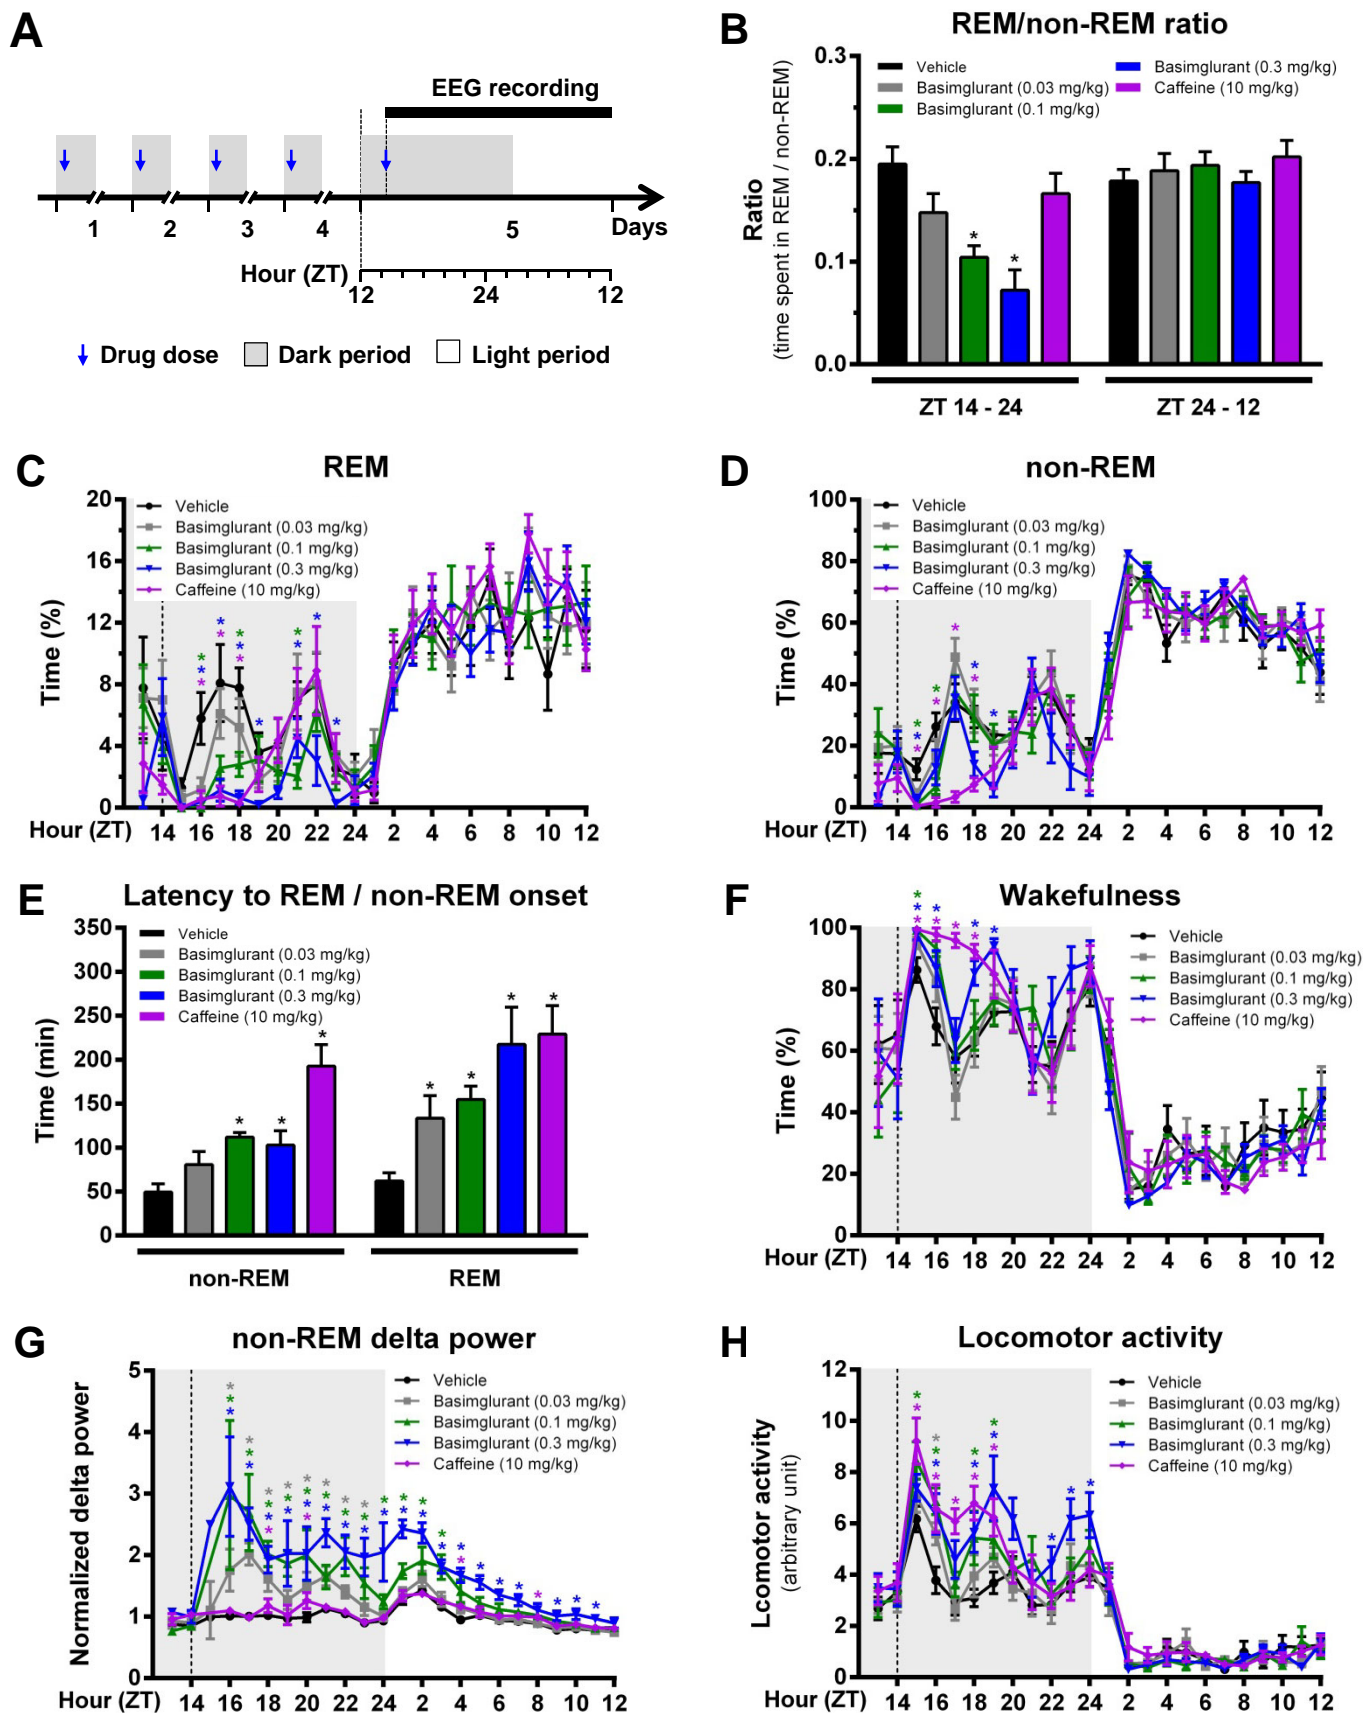 A
EEG recording
1 2 3 4 5 Days
Hour (ZT)
12 24 12
Drug dose Dark period Light period
B
REM/non-REM ratio
Vehicle
Basimglurant (0.03 mg/kg)
Basimglurant (0.1 mg/kg)
Basimglurant (0.3 mg/kg)
Caffeine (10 mg/kg)
Ratio
(time spent in REM / non-REM)
0.3
0.2
0.1
0.0
* *
ZT 14 - 24 ZT 24 - 12
C
REM
Vehicle
Basimglurant (0.03 mg/kg)
Basimglurant (0.1 mg/kg)
Basimglurant (0.3 mg/kg)
Caffeine (10 mg/kg)
Time (%)
20
16
12
8
4
0
Hour (ZT) 14 16 18 20 22 24 2 4 6 8 10 12
D
non-REM
Vehicle
Basimglurant (0.03 mg/kg)
Basimglurant (0.1 mg/kg)
Basimglurant (0.3 mg/kg)
Caffeine (10 mg/kg)
Time (%)
100
80
60
40
20
0
Hour (ZT) 14 16 18 20 22 24 2 4 6 8 10 12
E
Latency to REM / non-REM onset
Vehicle
Basimglurant (0.03 mg/kg)
Basimglurant (0.1 mg/kg)
Basimglurant (0.3 mg/kg)
Caffeine (10 mg/kg)
Time (min)
350
300
250
200
150
100
50
0
* * * * * * *
non-REM REM
F
Wakefulness
Vehicle
Basimglurant (0.03 mg/kg)
Basimglurant (0.1 mg/kg)
Basimglurant (0.3 mg/kg)
Caffeine (10 mg/kg)
Time (%)
100
80
60
40
20
0
Hour (ZT) 14 16 18 20 22 24 2 4 6 8 10 12
G
non-REM delta power
Vehicle
Basimglurant (0.03 mg/kg)
Basimglurant (0.1 mg/kg)
Basimglurant (0.3 mg/kg)
Caffeine (10 mg/kg)
Normalized delta power
5
4
3
2
1
0
Hour (ZT) 14 16 18 20 22 24 2 4 6 8 10 12
H
Locomotor activity
Vehicle
Basimglurant (0.03 mg/kg)
Basimglurant (0.1 mg/kg)
Basimglurant (0.3 mg/kg)
Caffeine (10 mg/kg)
Lcomotor activity
(arbitrary unit)
12
10
8
6
4
2
0
Hour (ZT) 14 16 18 20 22 24 2 4 6 8 10 12